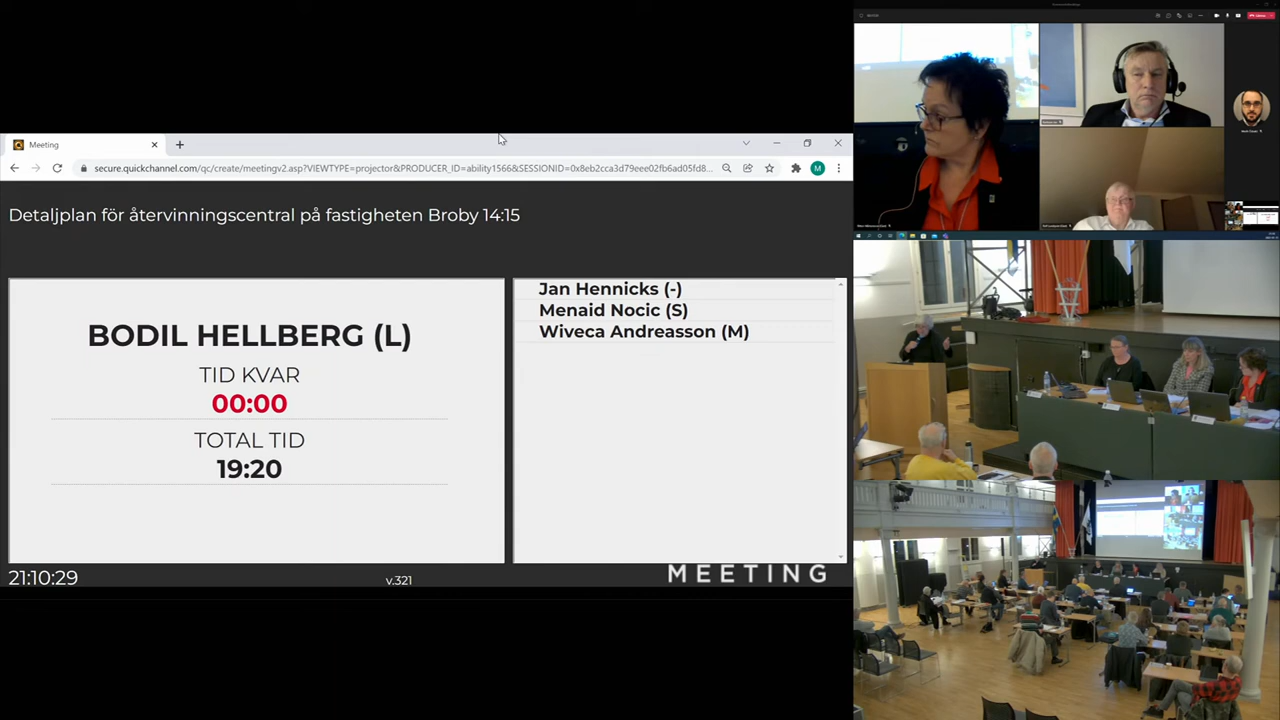 Meeting
secure.quickchannel.com/qc/create/meetingv2.asp?VIEWTYPE=projector&PRODUCER_ID=ability1566&SESSIONID=0x8eb2cca3d79eee02fb6ad05fd8...
M
Detaljplan för återvinningscentral på fastigheten Broby 14:15
BODIL HELLBERG (L)
TID KVAR
00:00
TOTAL TID
19:20
Jan Hennicks (-)
Menaid Nocic (S)
Wiveca Andreasson (M)
21:10:29
v.321
MEETING